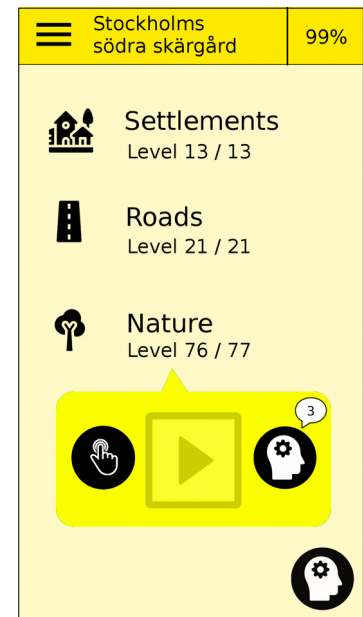 Stockholms
södra skärgård
99%
Settlements
Level 13 / 13
Roads
Level 21 / 21
Nature
Level 76 / 77
3